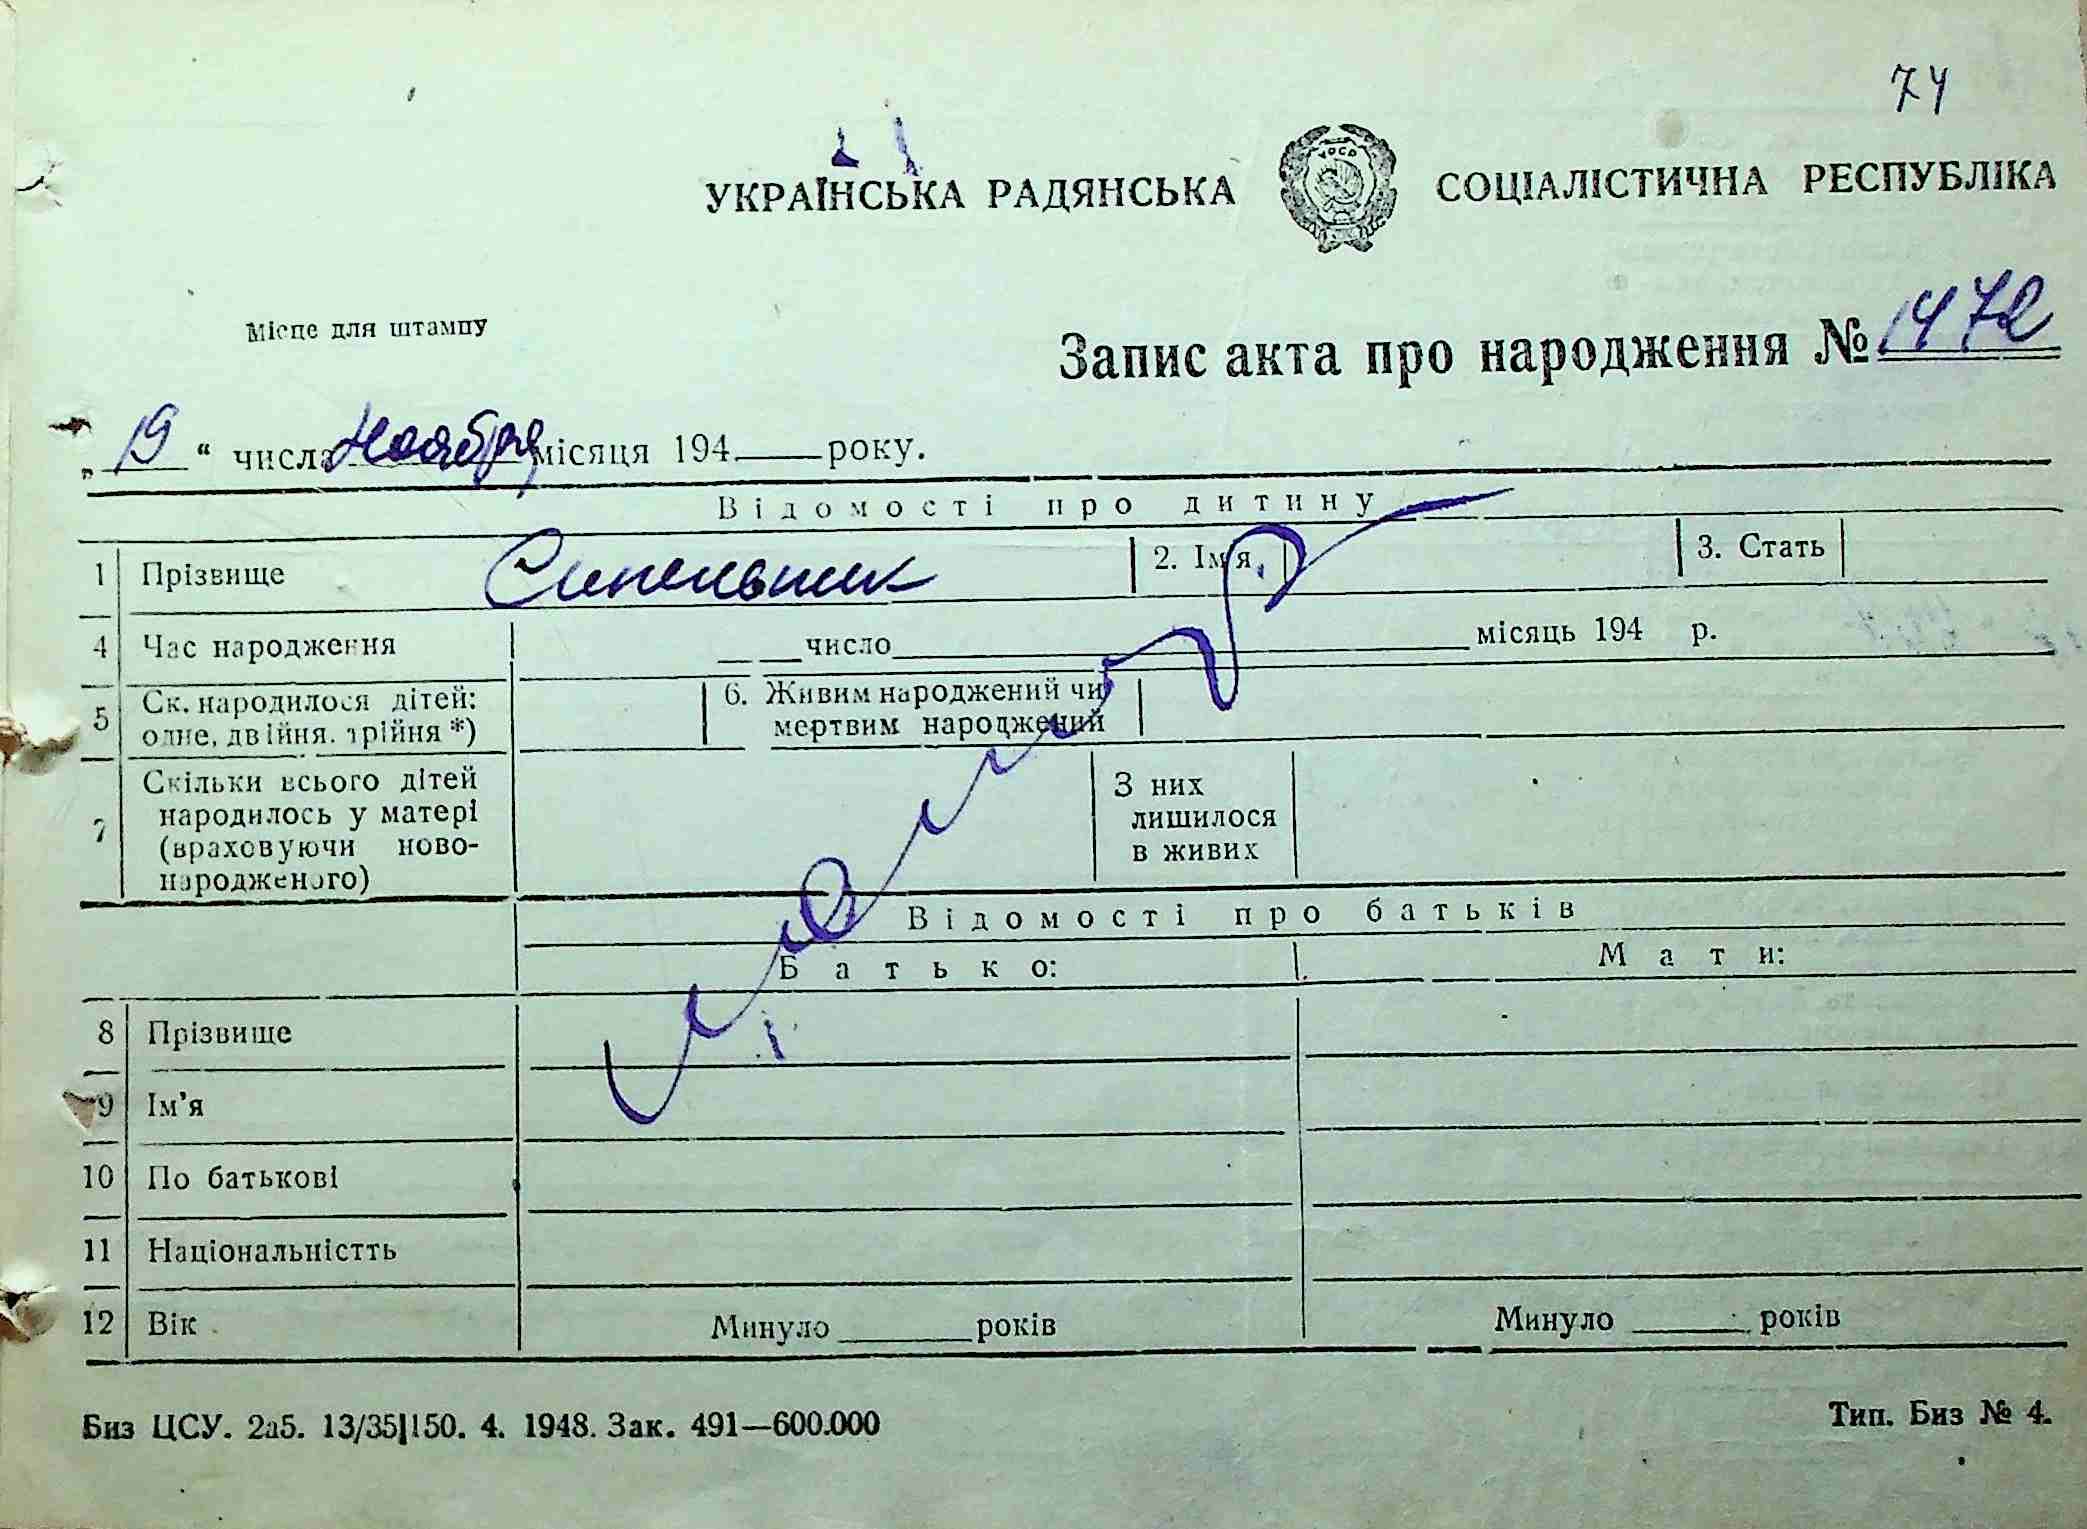 74
УКРАЇНСЬКА РАДЯНСЬКА СОЦІАЛІСТИЧНА РЕСПУБЛІКА
Місце для штампу
Запис акта про народження № 1472
„19“ числа Ноября місяця 194 року.
Відомості про дитину
1 Прізвище Синельник 2. Ім'я. 3. Стать
4 Час народження число місяць 194 р.
5 Ск. народилося дітей: одне, двійня, трійня *) 6. Живим народжений чи мертвим народжений
7 Скільки всього дітей народилось у матері (враховуючи новонародженого) З них лишилося в живих
Відомості про батьків
Батько: Мати:
8 Прізвище
9 Ім'я
10 По батькові
11 Національністть
12 Вік Минуло років Минуло років
Биз ЦСУ. 2а5. 13/35|150. 4. 1948. Зак. 491—600.000 Тип. Биз № 4.